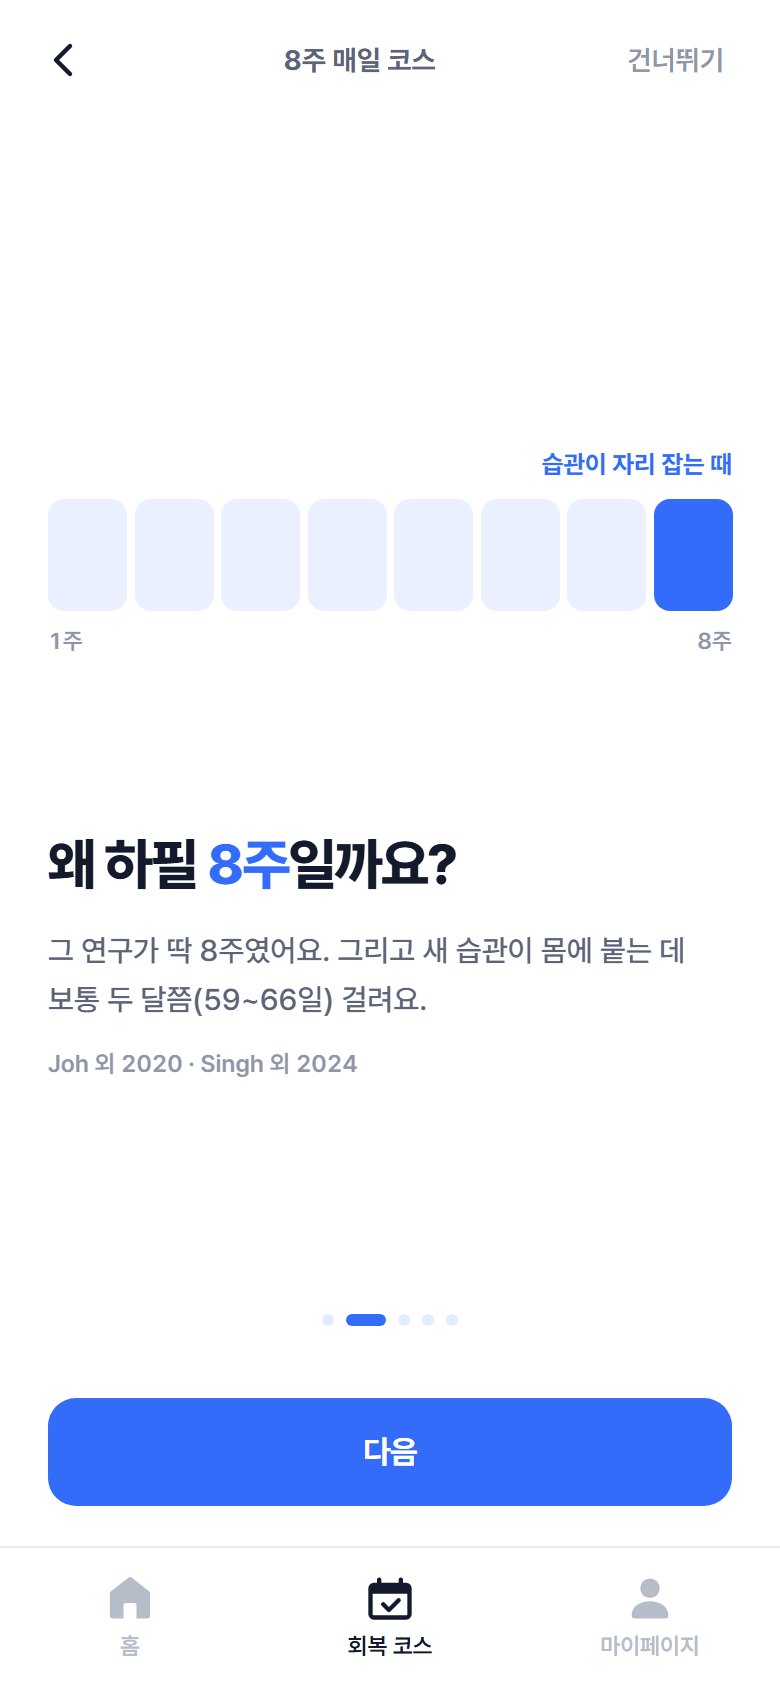 8주 매일 코스
건너뛰기
습관이 자리 잡는 때
1주
8주
왜 하필 8주일까요?
그 연구가 딱 8주였어요. 그리고 새 습관이 몸에 붙는 데
보통 두 달쯤(59~66일) 걸려요.
Joh 외 2020 · Singh 외 2024
다음
홈
회복 코스
마이페이지